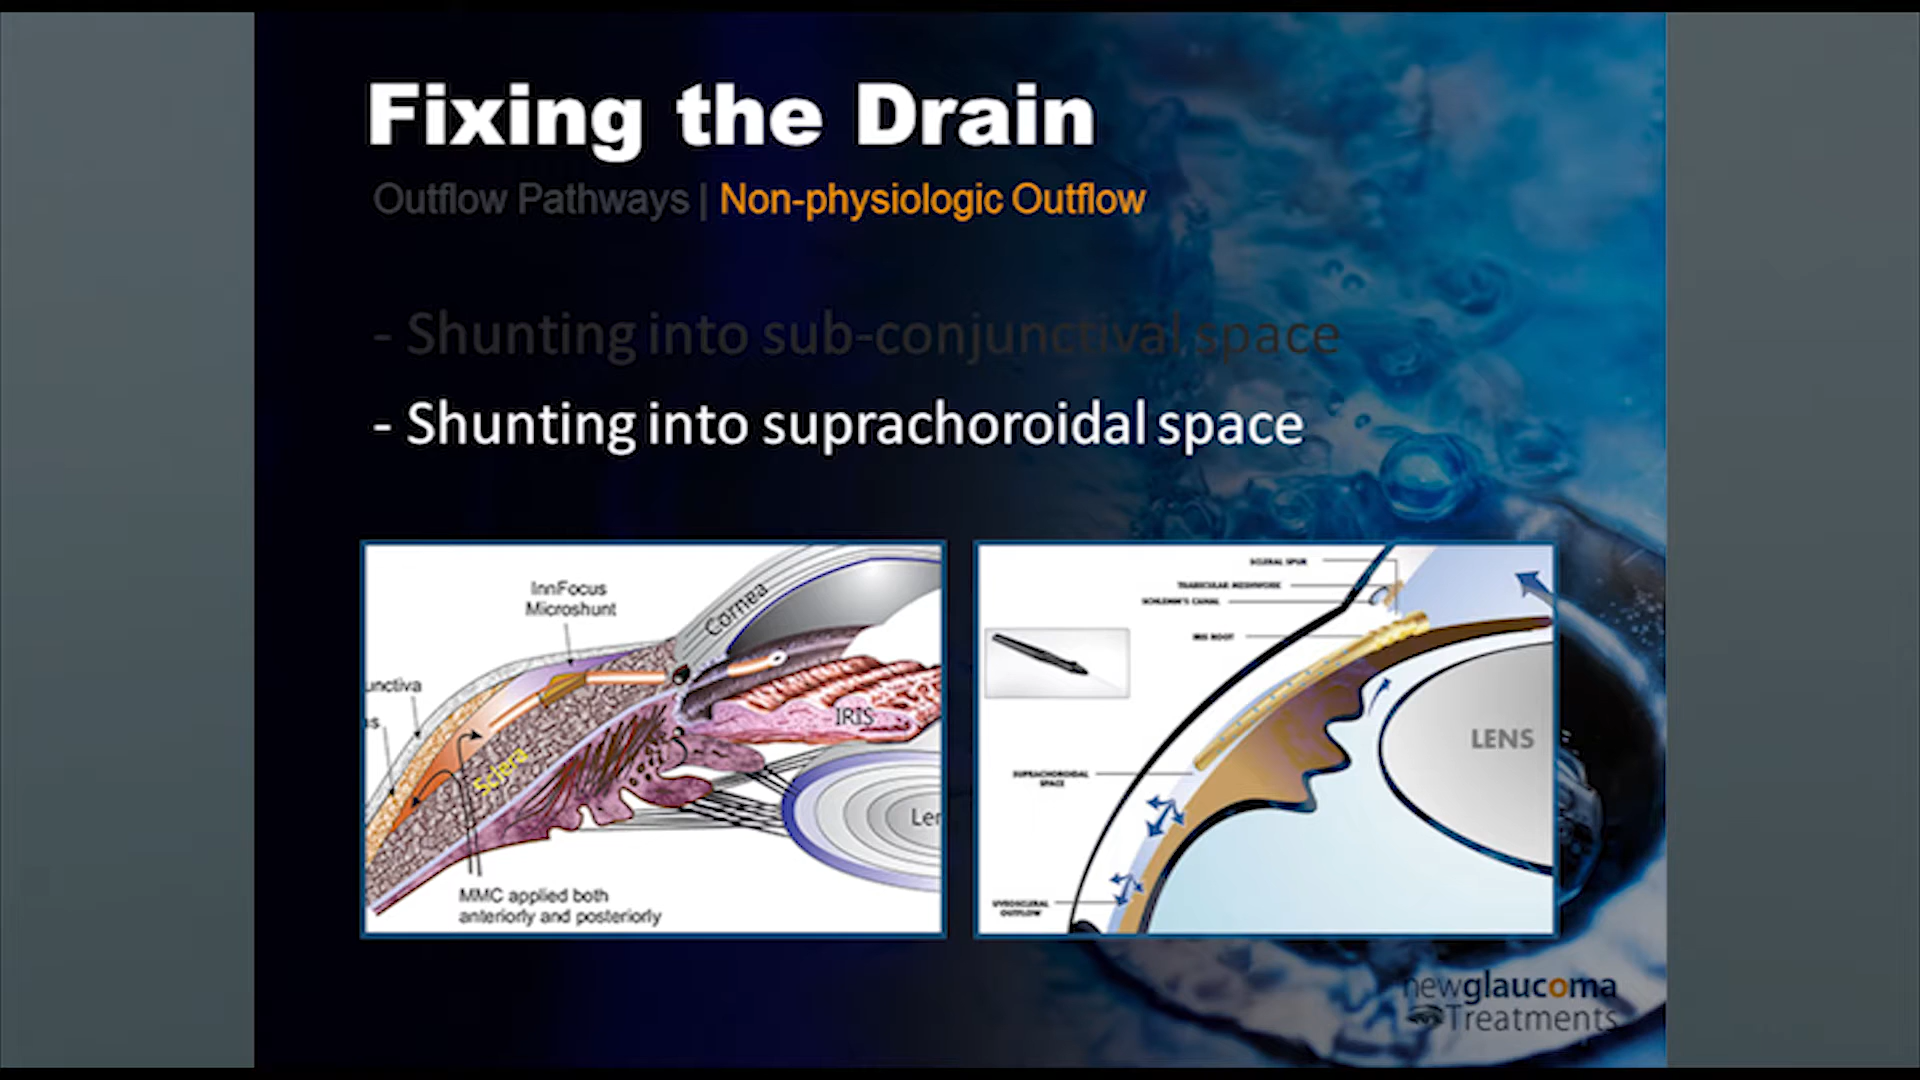 Fixing the Drain
Outflow Pathways | Non-physiologic Outflow
- Shunting into sub-conjunctival space
- Shunting into suprachoroidal space
InnFocus
Microshunt
Cornea
unctiva
as
IRIS
Sclera
Ler
MMC applied both
anteriorly and posteriorly
SCLERAL SPUR
TRABECULAR MESHWORK
SCHLEMM'S CANAL
IRIS ROOT
LENS
SUPRACHOROIDAL
SPACE
UVEOSCLERAL
OUTFLOW
newglaucoma
Treatments